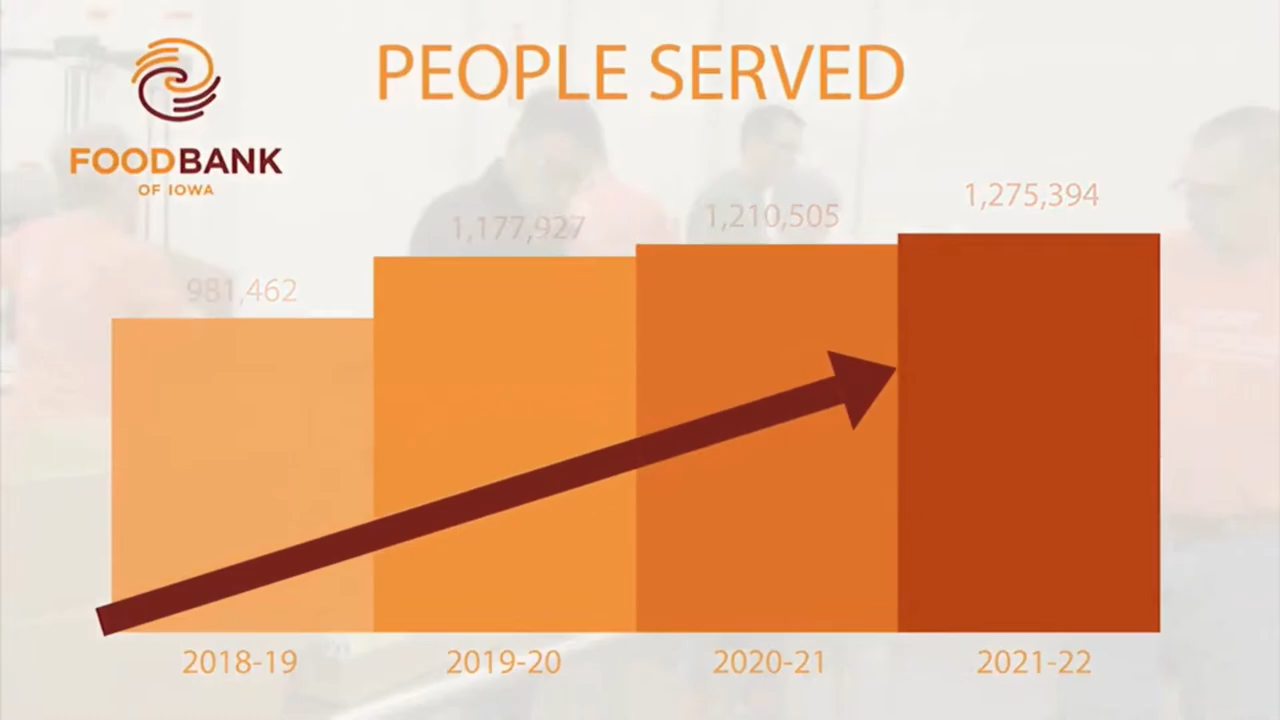 PEOPLE SERVED
FOODBANK
OF IOWA
981,462
1,177,927
1,210,505
1,275,394
2018-19
2019-20
2020-21
2021-22